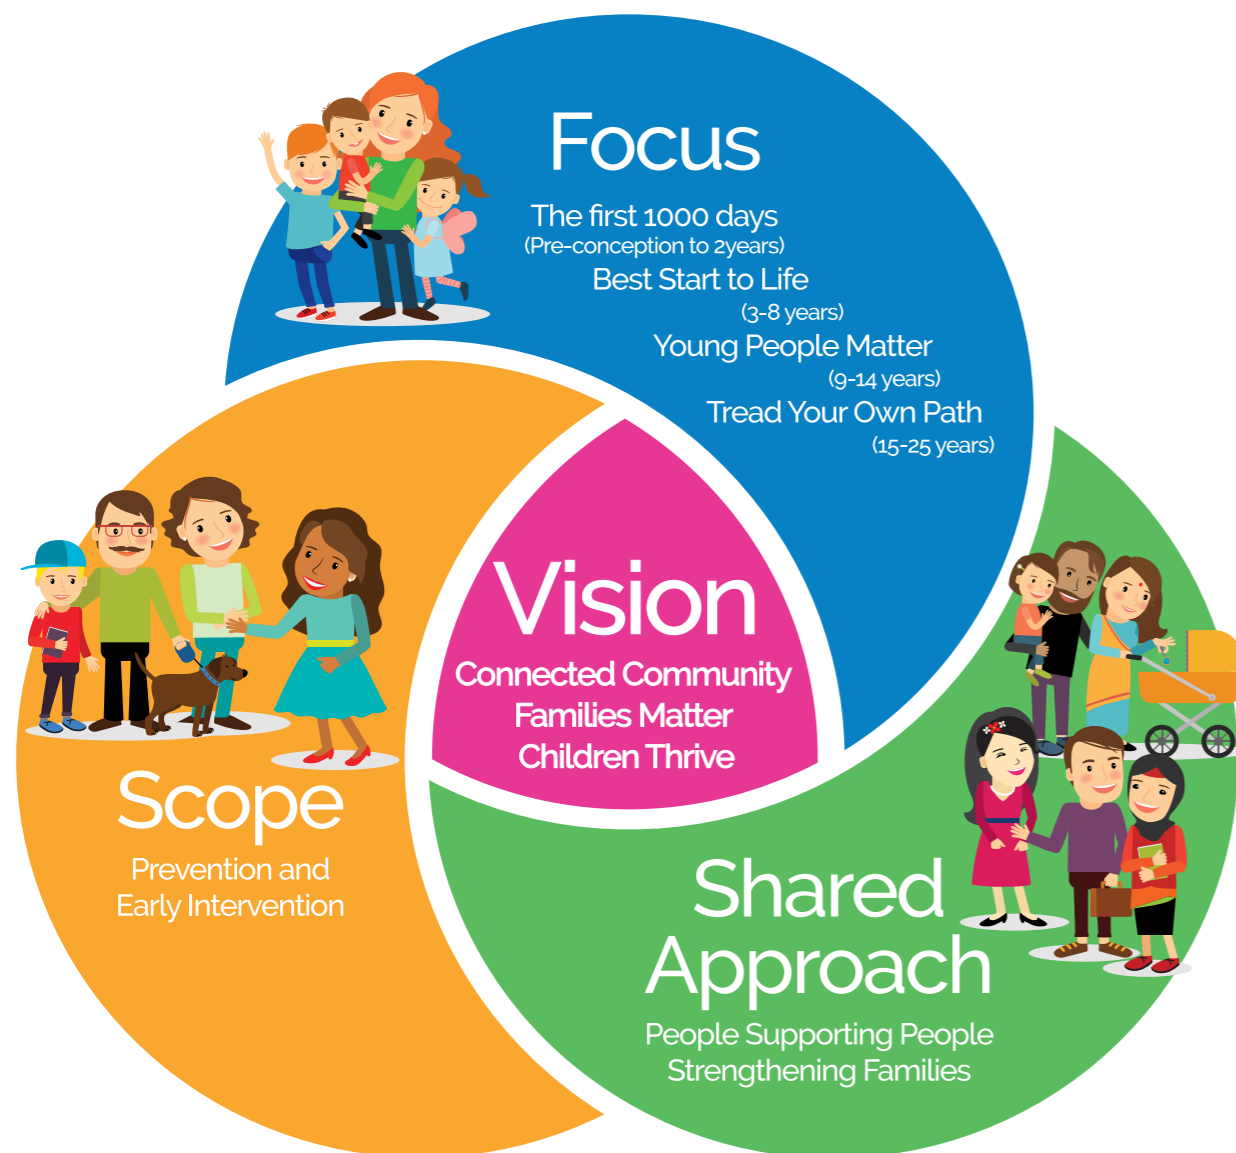 Focus
The first 1000 days
(Pre-conception to 2years)
Best Start to Life
(3-8 years)
Young People Matter
(9-14 years)
Tread Your Own Path
(15-25 years)
Vision
Connected Community
Families Matter
Children Thrive
Scope
Prevention and
Early Intervention
Shared
Approach
People Supporting People
Strengthening Families